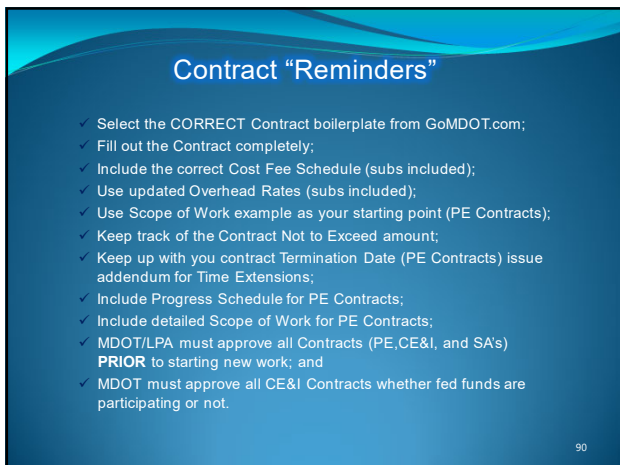 Contract “Reminders”
✓ Select the CORRECT Contract boilerplate from GoMDOT.com;
✓ Fill out the Contract completely;
✓ Include the correct Cost Fee Schedule (subs included);
✓ Use updated Overhead Rates (subs included);
✓ Use Scope of Work example as your starting point (PE Contracts);
✓ Keep track of the Contract Not to Exceed amount;
✓ Keep up with you contract Termination Date (PE Contracts) issue
addendum for Time Extensions;
✓ Include Progress Schedule for PE Contracts;
✓ Include detailed Scope of Work for PE Contracts;
✓ MDOT/LPA must approve all Contracts (PE,CE&I, and SA's)
PRIOR to starting new work; and
✓ MDOT must approve all CE&I Contracts whether fed funds are
participating or not.
90